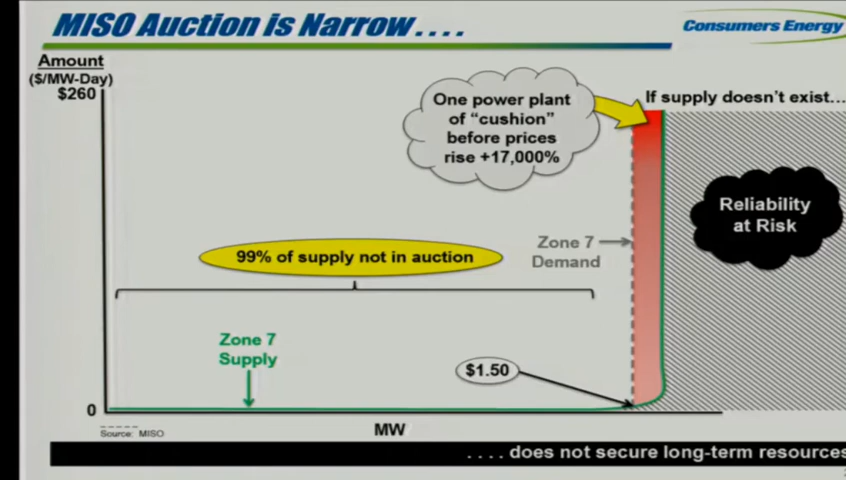 MISO Auction is Narrow . . . .
Consumers Energy
Amount
($/MW-Day)
$260
One power plant
of “cushion”
before prices
rise +17,000%
If supply doesn’t exist…
Reliability
at Risk
Zone 7
Demand
99% of supply not in auction
Zone 7
Supply
$1.50
0
Source: MISO
MW
. . . . does not secure long-term resources